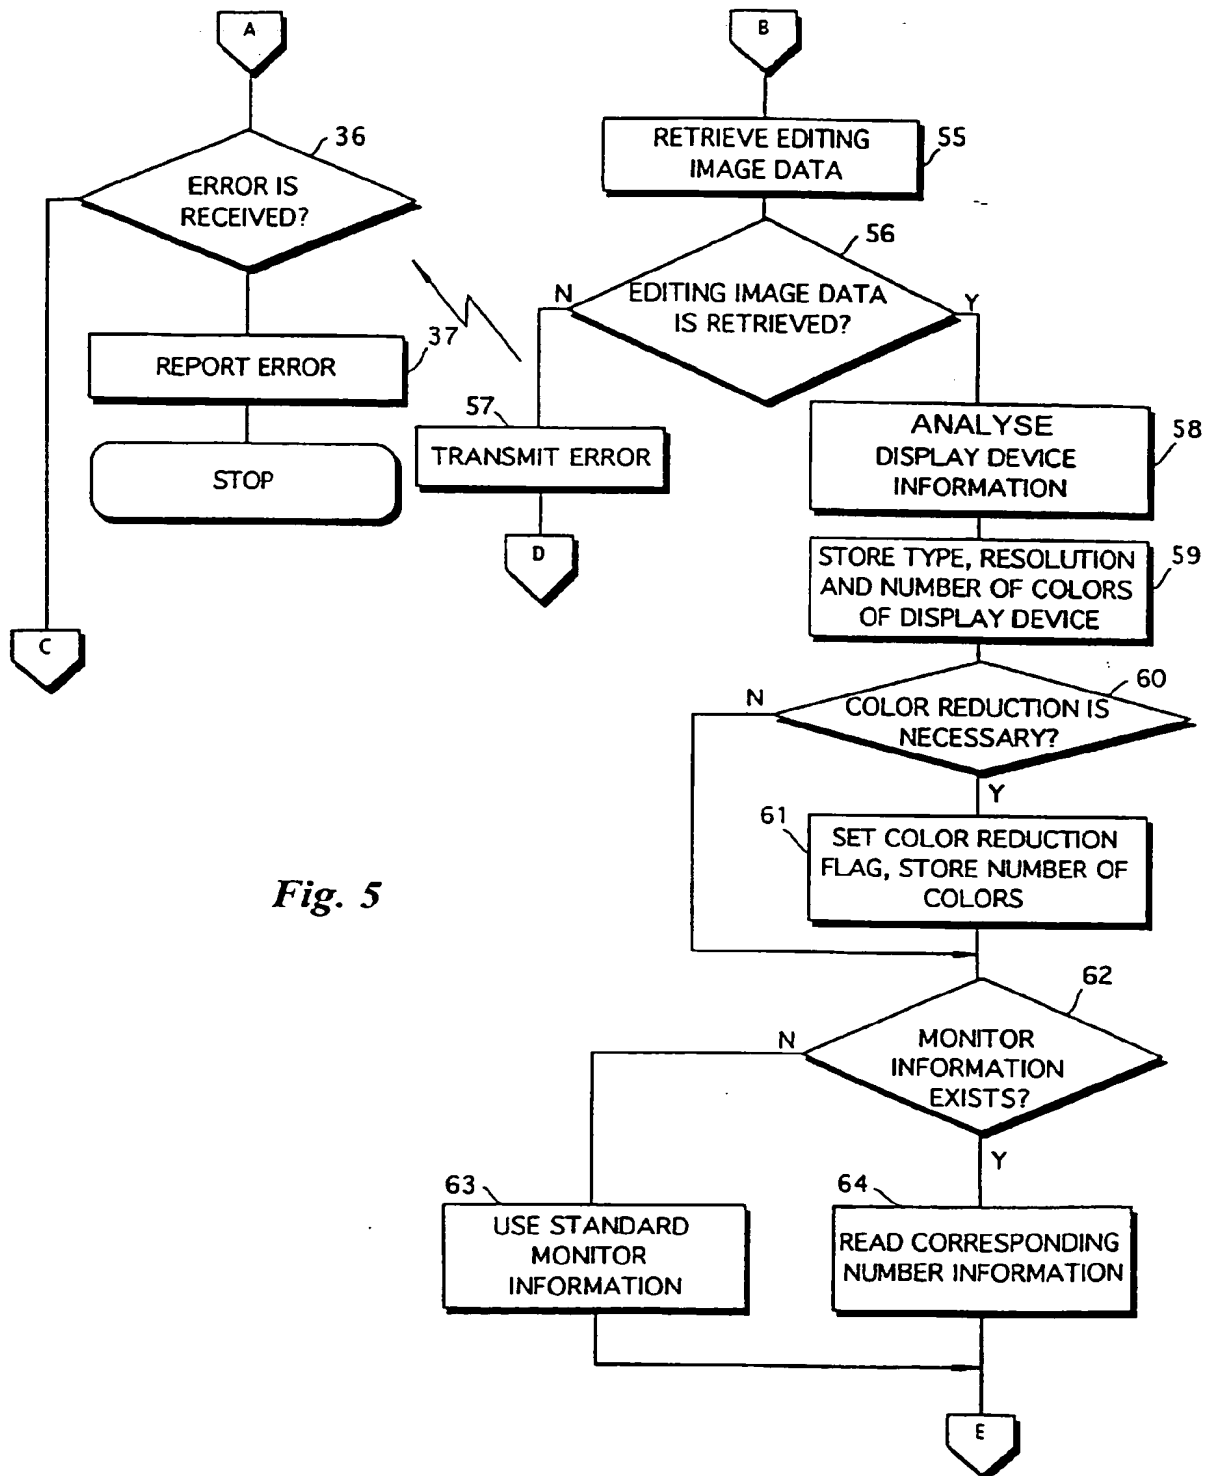 A
36
ERROR IS
RECEIVED?
37
REPORT ERROR
STOP
C
B
RETRIEVE EDITING
IMAGE DATA
55
56
EDITING IMAGE DATA
IS RETRIEVED?
N
Y
57
TRANSMIT ERROR
D
ANALYSE
DISPLAY DEVICE
INFORMATION
58
STORE TYPE, RESOLUTION
AND NUMBER OF COLORS
OF DISPLAY DEVICE
59
60
N
COLOR REDUCTION IS
NECESSARY?
Y
61
SET COLOR REDUCTION
FLAG, STORE NUMBER OF
COLORS
Fig. 5
62
N
MONITOR
INFORMATION
EXISTS?
Y
63
USE STANDARD
MONITOR
INFORMATION
64
READ CORRESPONDING
NUMBER INFORMATION
E